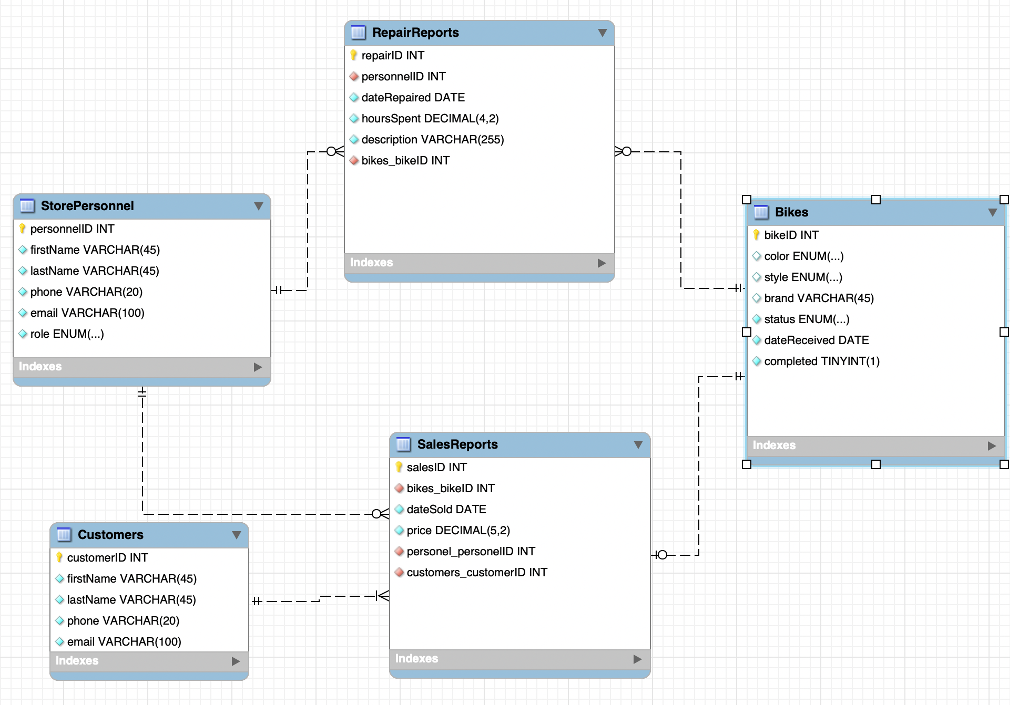 RepairReports
repairID INT
personnelID INT
dateRepaired DATE
hoursSpent DECIMAL(4,2)
description VARCHAR(255)
bikes_bikeID INT
Indexes
StorePersonnel
personnelID INT
firstName VARCHAR(45)
lastName VARCHAR(45)
phone VARCHAR(20)
email VARCHAR(100)
role ENUM(...)
Indexes
Bikes
bikeID INT
color ENUM(...)
style ENUM(...)
brand VARCHAR(45)
status ENUM(...)
dateReceived DATE
completed TINYINT(1)
Indexes
SalesReports
salesID INT
bikes_bikeID INT
dateSold DATE
price DECIMAL(5,2)
personel_personelID INT
customers_customerID INT
Indexes
Customers
customerID INT
firstName VARCHAR(45)
lastName VARCHAR(45)
phone VARCHAR(20)
email VARCHAR(100)
Indexes